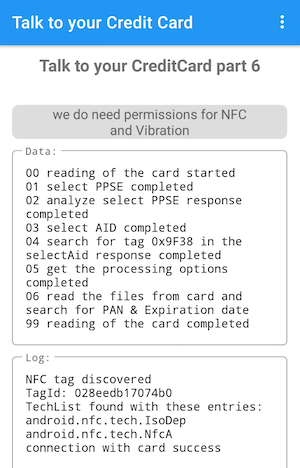 Talk to your Credit Card
Talk to your CreditCard part 6
we do need permissions for NFC
and Vibration
Data:
00 reading of the card started
01 select PPSE completed
02 analyze select PPSE response
completed
03 select AID completed
04 search for tag 0x9F38 in the
selectAid response completed
05 get the processing options
completed
06 read the files from card and
search for PAN & Expiration date
99 reading of the card completed
Log:
NFC tag discovered
TagId: 028eedb17074b0
TechList found with these entries:
android.nfc.tech.IsoDep
android.nfc.tech.NfcA
connection with card success